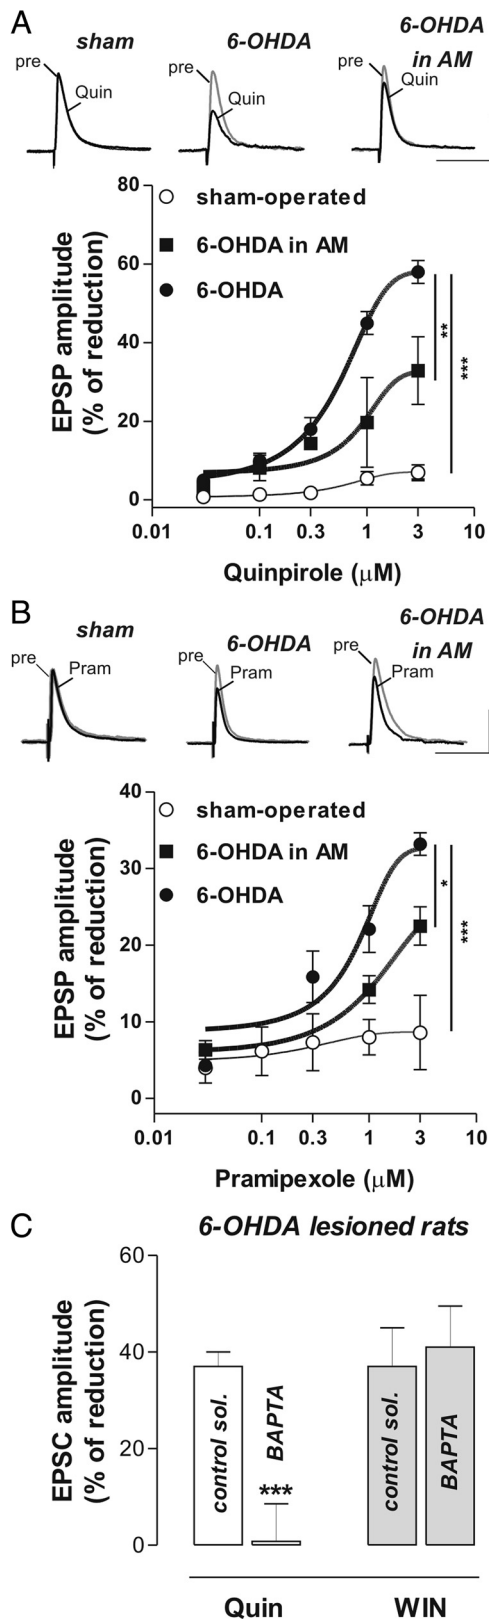 A
sham
6-OHDA
6-OHDA
in AM
pre
Quin
pre
Quin
pre
Quin
80
60
40
20
0
EPSP amplitude
(% of reduction)
sham-operated
6-OHDA in AM
6-OHDA
**
***
0.01
0.1
0.3
1
3
10
Quinpirole (µM)
B
sham
6-OHDA
6-OHDA
in AM
pre
Pram
pre
Pram
pre
Pram
40
30
20
10
0
EPSP amplitude
(% of reduction)
sham-operated
6-OHDA in AM
6-OHDA
*
***
0.01
0.1
0.3
1
3
10
Pramipexole (µM)
C
6-OHDA lesioned rats
60
40
20
0
EPSC amplitude
(% of reduction)
control sol.
BAPTA
***
control sol.
BAPTA
Quin
WIN